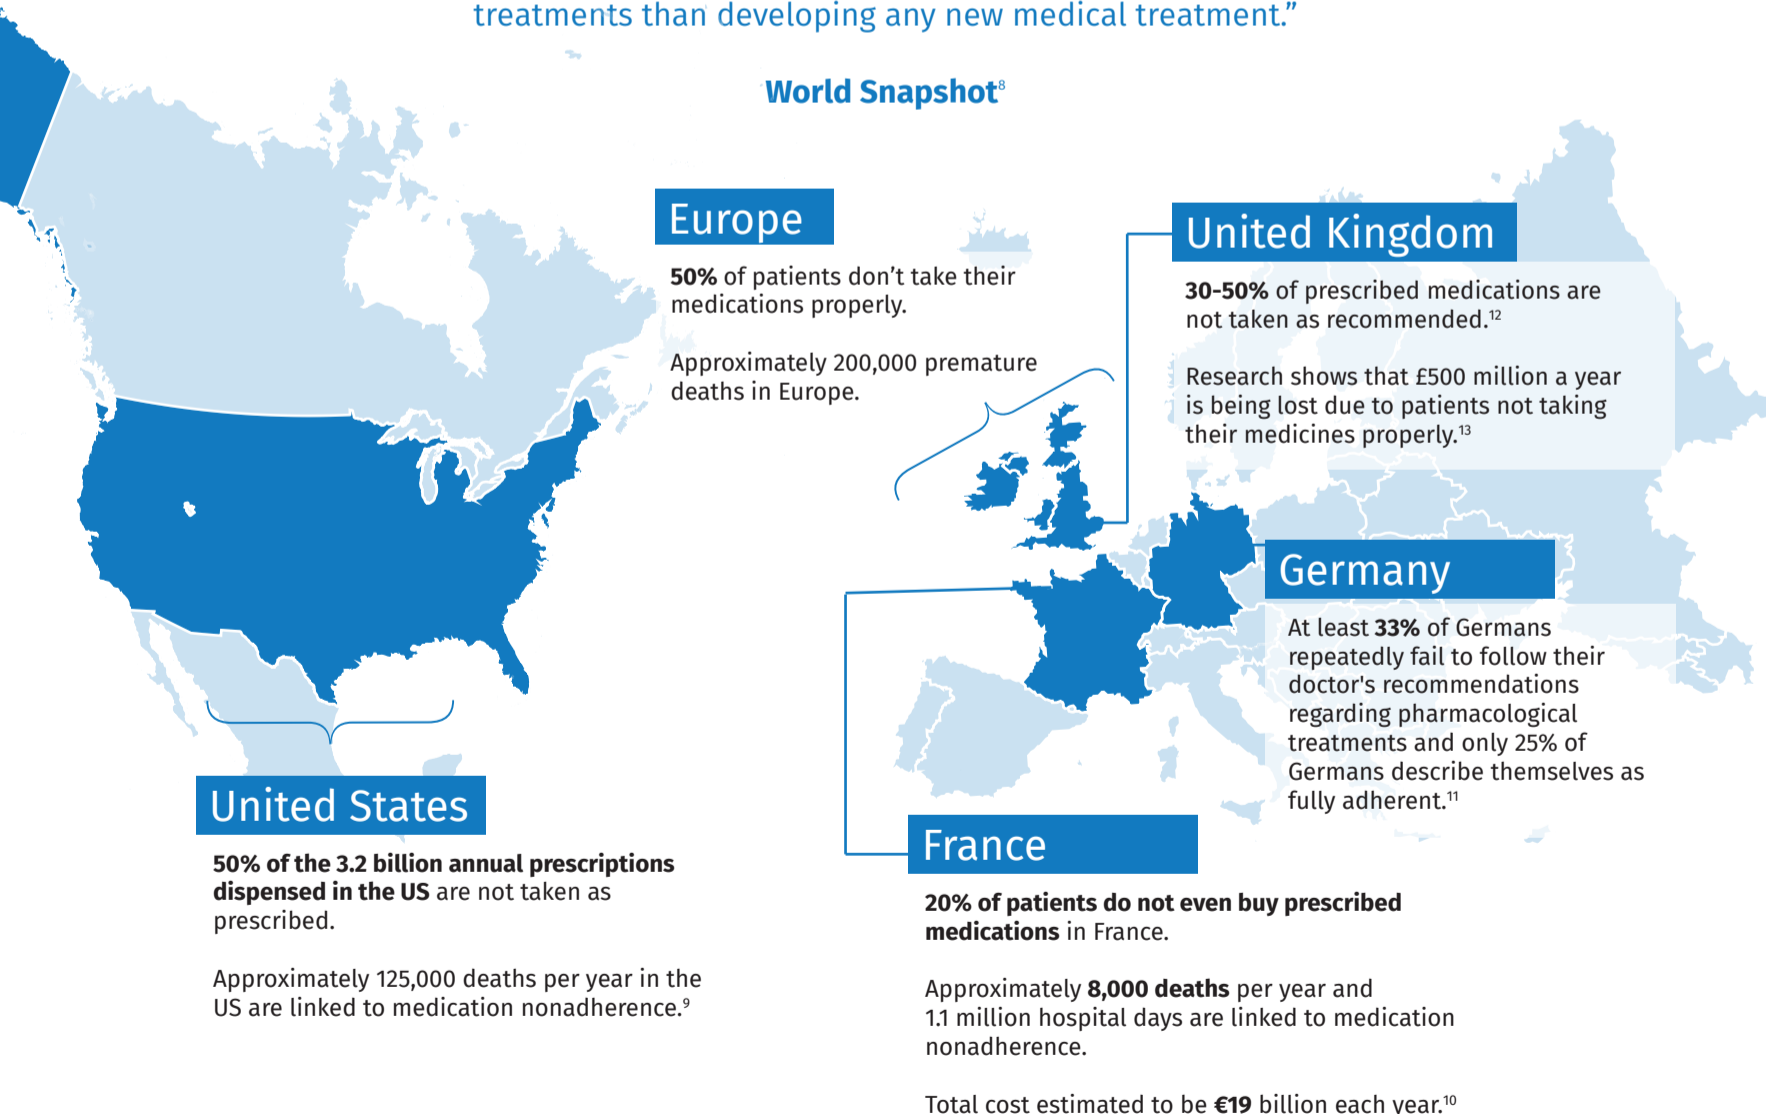 treatments than developing any new medical treatment.”
World Snapshot⁸
Europe
50% of patients don’t take their
medications properly.
Approximately 200,000 premature
deaths in Europe.
United Kingdom
30-50% of prescribed medications are
not taken as recommended.¹²
Research shows that £500 million a year
is being lost due to patients not taking
their medicines properly.¹³
Germany
At least 33% of Germans
repeatedly fail to follow their
doctor's recommendations
regarding pharmacological
treatments and only 25% of
Germans describe themselves as
fully adherent.¹¹
United States
50% of the 3.2 billion annual prescriptions
dispensed in the US are not taken as
prescribed.
Approximately 125,000 deaths per year in the
US are linked to medication nonadherence.⁹
France
20% of patients do not even buy prescribed
medications in France.
Approximately 8,000 deaths per year and
1.1 million hospital days are linked to medication
nonadherence.
Total cost estimated to be €19 billion each year.¹⁰